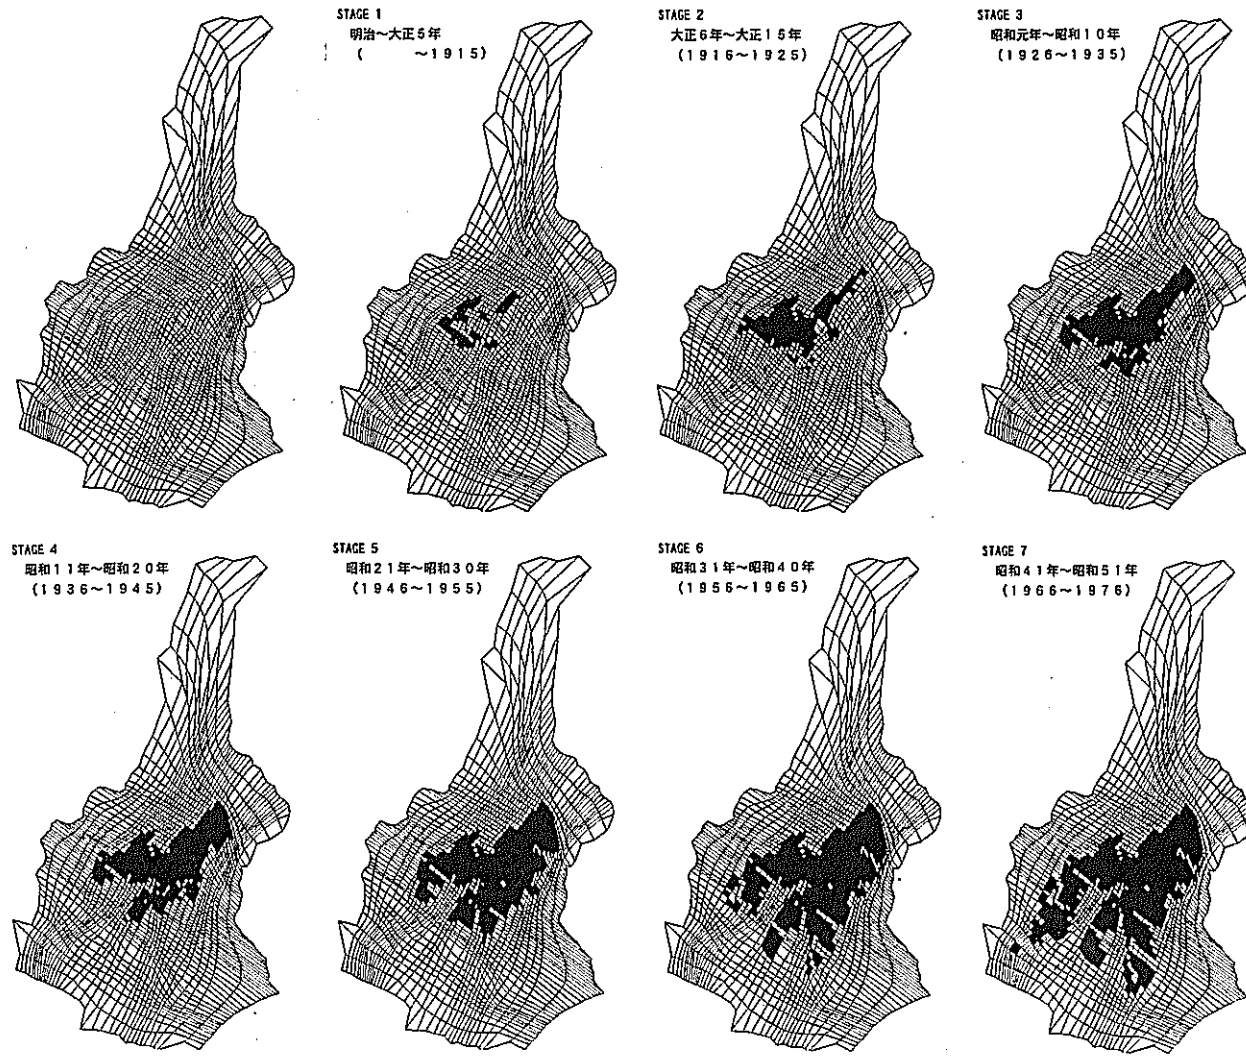 STAGE 1
明治～大正5年
( ～1915)
STAGE 2
大正6年～大正15年
(1916～1925)
STAGE 3
昭和元年～昭和10年
(1926～1935)
STAGE 4
昭和11年～昭和20年
(1936～1945)
STAGE 5
昭和21年～昭和30年
(1946～1955)
STAGE 6
昭和31年～昭和40年
(1956～1965)
STAGE 7
昭和41年～昭和51年
(1966～1976)